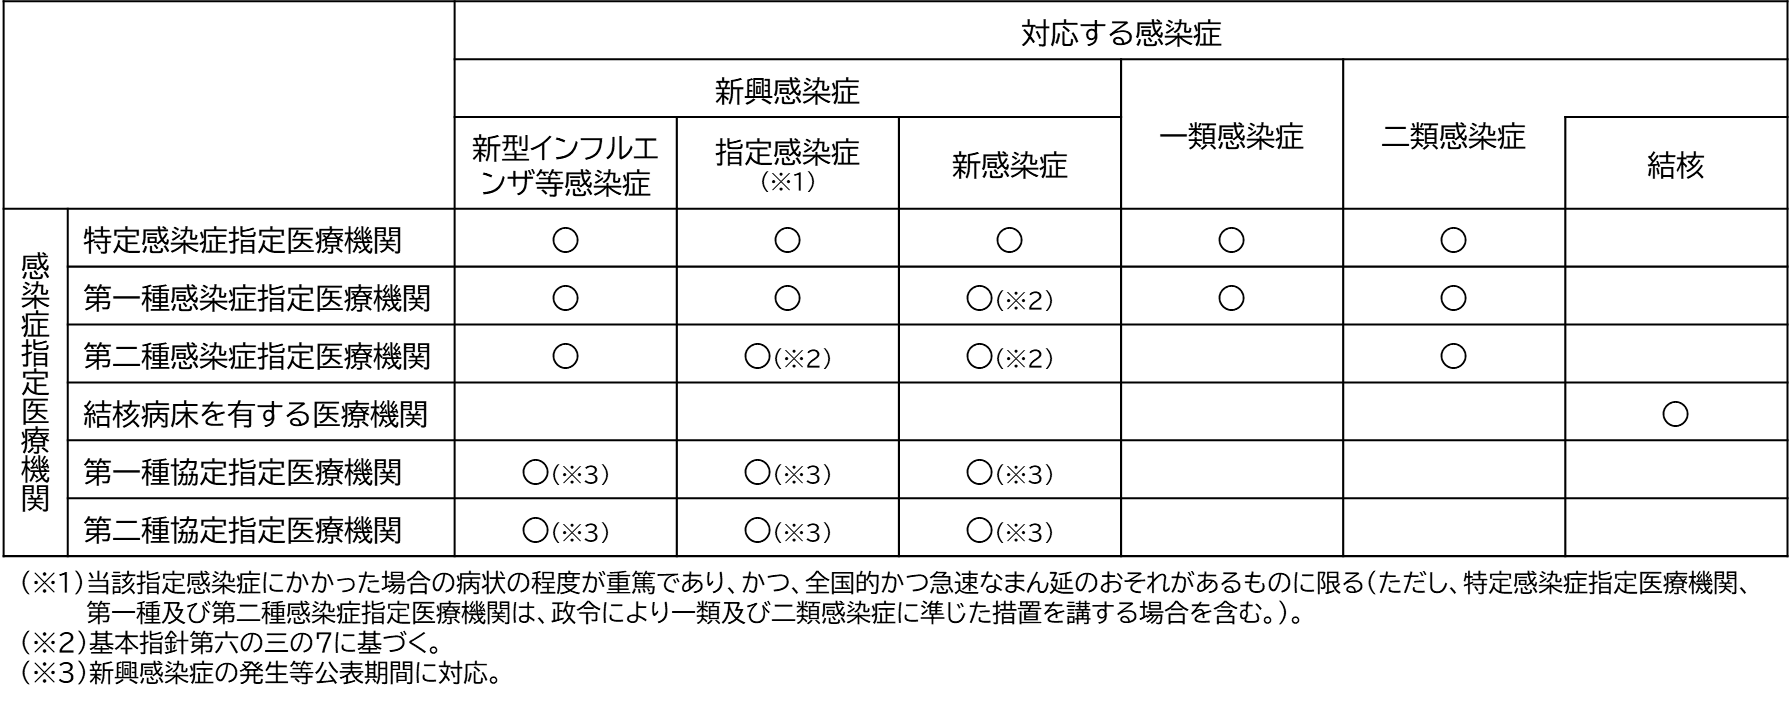 対応する感染症
新興感染症
一類感染症
二類感染症
新型インフルエ
ンザ等感染症
指定感染症
（※1）
新感染症
結核
感染症指定医療機関
特定感染症指定医療機関 ○ ○ ○ ○ ○
第一種感染症指定医療機関 ○ ○ ○（※2） ○ ○
第二種感染症指定医療機関 ○ ○（※2） ○（※2） ○
結核病床を有する医療機関 ○
第一種協定指定医療機関 ○（※3） ○（※3） ○（※3）
第二種協定指定医療機関 ○（※3） ○（※3） ○（※3）
（※1）当該指定感染症にかかった場合の病状の程度が重篤であり、かつ、全国的かつ急速なまん延のおそれがあるものに限る（ただし、特定感染症指定医療機関、
第一種及び第二種感染症指定医療機関は、政令により一類及び二類感染症に準じた措置を講する場合を含む。）。
（※2）基本指針第六の三の7に基づく。
（※3）新興感染症の発生等公表期間に対応。